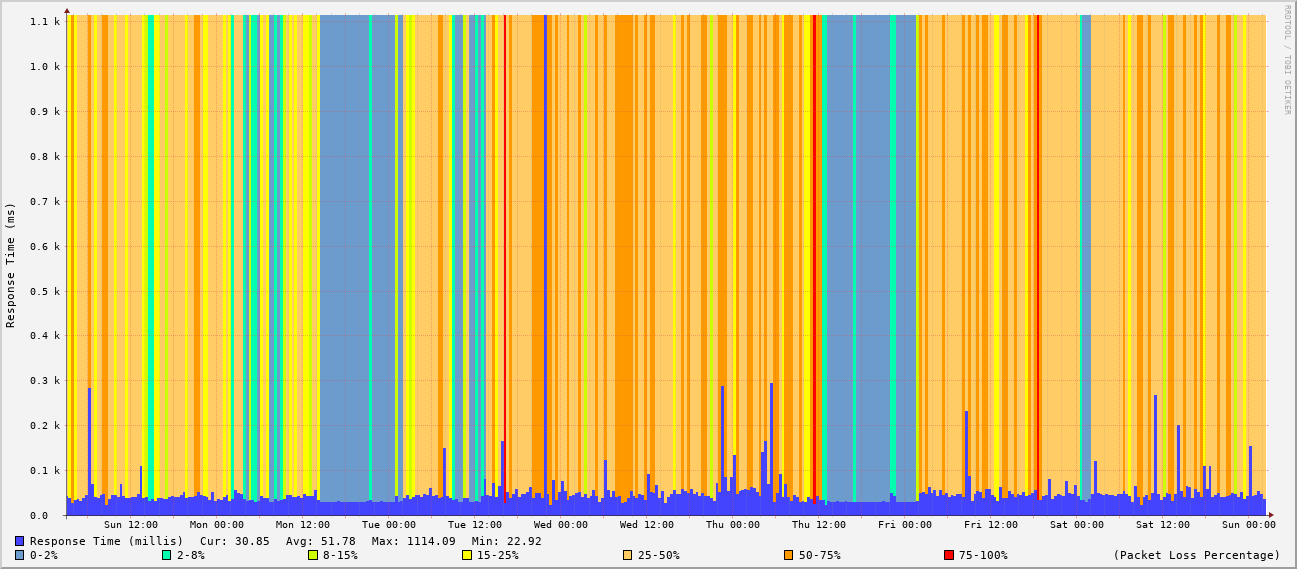 1.1 k
1.0 k
0.9 k
0.8 k
0.7 k
0.6 k
0.5 k
0.4 k
0.3 k
0.2 k
0.1 k
0.0
Response Time (ms)
RRDTOOL / TOBI OETIKER
Sun 12:00 Mon 00:00 Mon 12:00 Tue 00:00 Tue 12:00 Wed 00:00 Wed 12:00 Thu 00:00 Thu 12:00 Fri 00:00 Fri 12:00 Sat 00:00 Sat 12:00 Sun 00:00
Response Time (millis) Cur: 30.85 Avg: 51.78 Max: 1114.09 Min: 22.92
0-2% 2-8% 8-15% 15-25% 25-50% 50-75% 75-100% (Packet Loss Percentage)